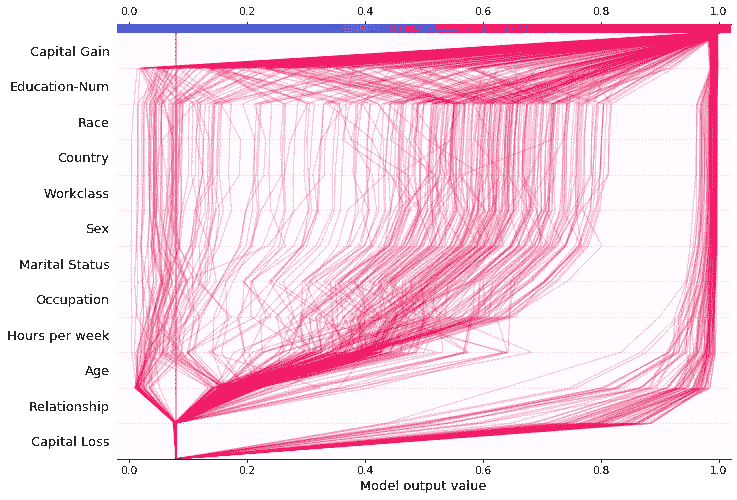 0.0 0.2 0.4 0.6 0.8 1.0
Capital Gain
Education-Num
Race
Country
Workclass
Sex
Marital Status
Occupation
Hours per week
Age
Relationship
Capital Loss
0.0 0.2 0.4 0.6 0.8 1.0
Model output value